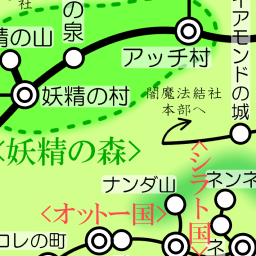 社
の泉
精の山
アッチ村
イアモンドの城
妖精の村
闇魔法結社
本部へ
<妖精の森>
<シラト国>
ナンダ山
ネンネ
<オットー国>
コレの町
ネ